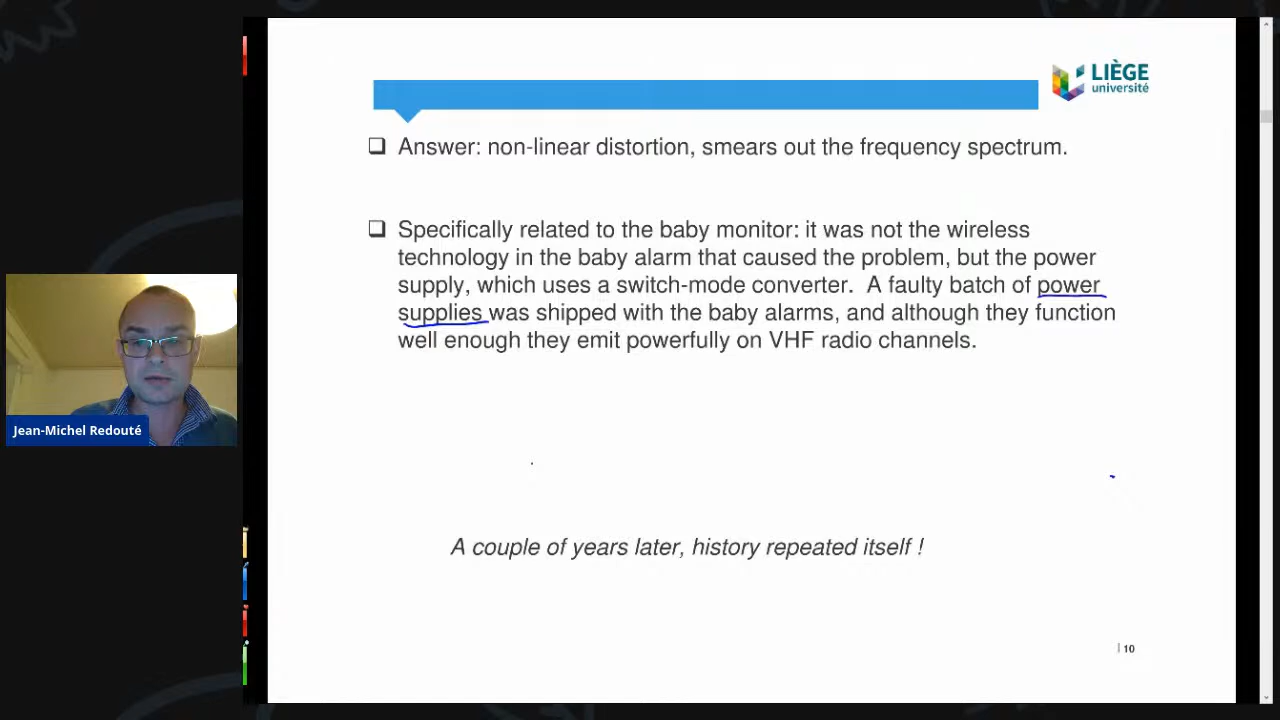 LIÈGE
université
❑ Answer: non-linear distortion, smears out the frequency spectrum.
❑ Specifically related to the baby monitor: it was not the wireless
technology in the baby alarm that caused the problem, but the power
supply, which uses a switch-mode converter. A faulty batch of power
supplies was shipped with the baby alarms, and although they function
well enough they emit powerfully on VHF radio channels.
Jean-Michel Redouté
A couple of years later, history repeated itself !
| 10